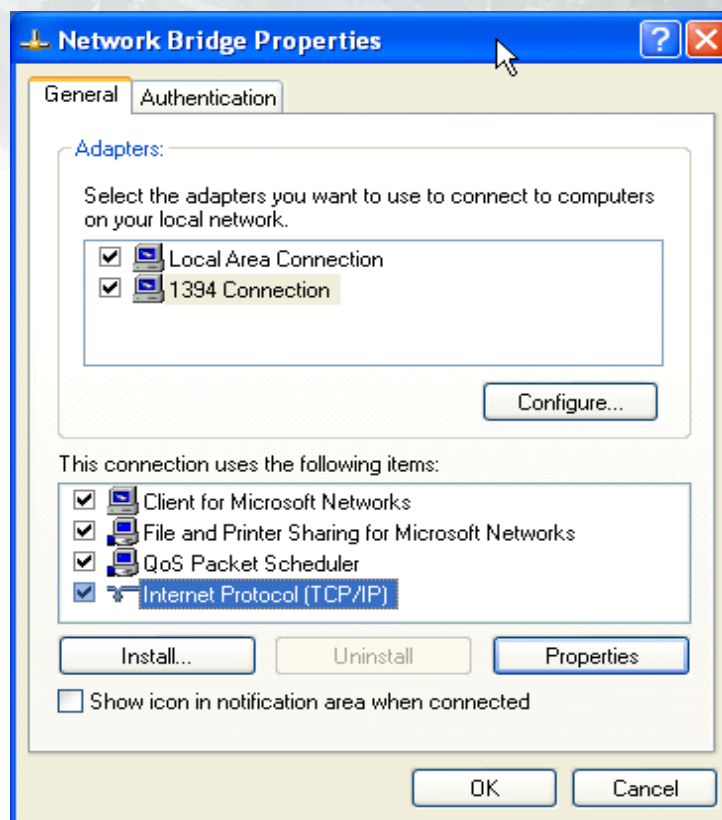 Network Bridge Properties
General
Authentication
Adapters:
Select the adapters you want to use to connect to computers
on your local network.
Local Area Connection
1394 Connection
Configure...
This connection uses the following items:
Client for Microsoft Networks
File and Printer Sharing for Microsoft Networks
QoS Packet Scheduler
Internet Protocol (TCP/IP)
Install...
Uninstall
Properties
Show icon in notification area when connected
OK
Cancel